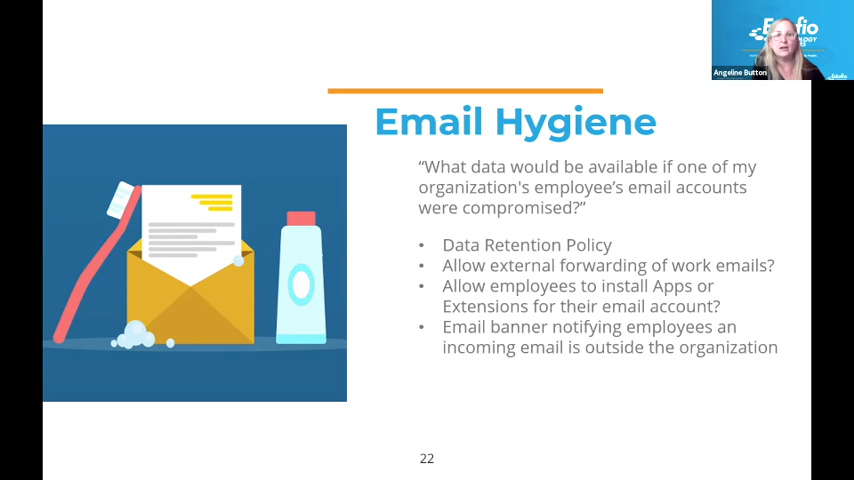 Angeline Button
Email Hygiene
“What data would be available if one of my
organization's employee’s email accounts
were compromised?”
• Data Retention Policy
• Allow external forwarding of work emails?
• Allow employees to install Apps or
Extensions for their email account?
• Email banner notifying employees an
incoming email is outside the organization
22